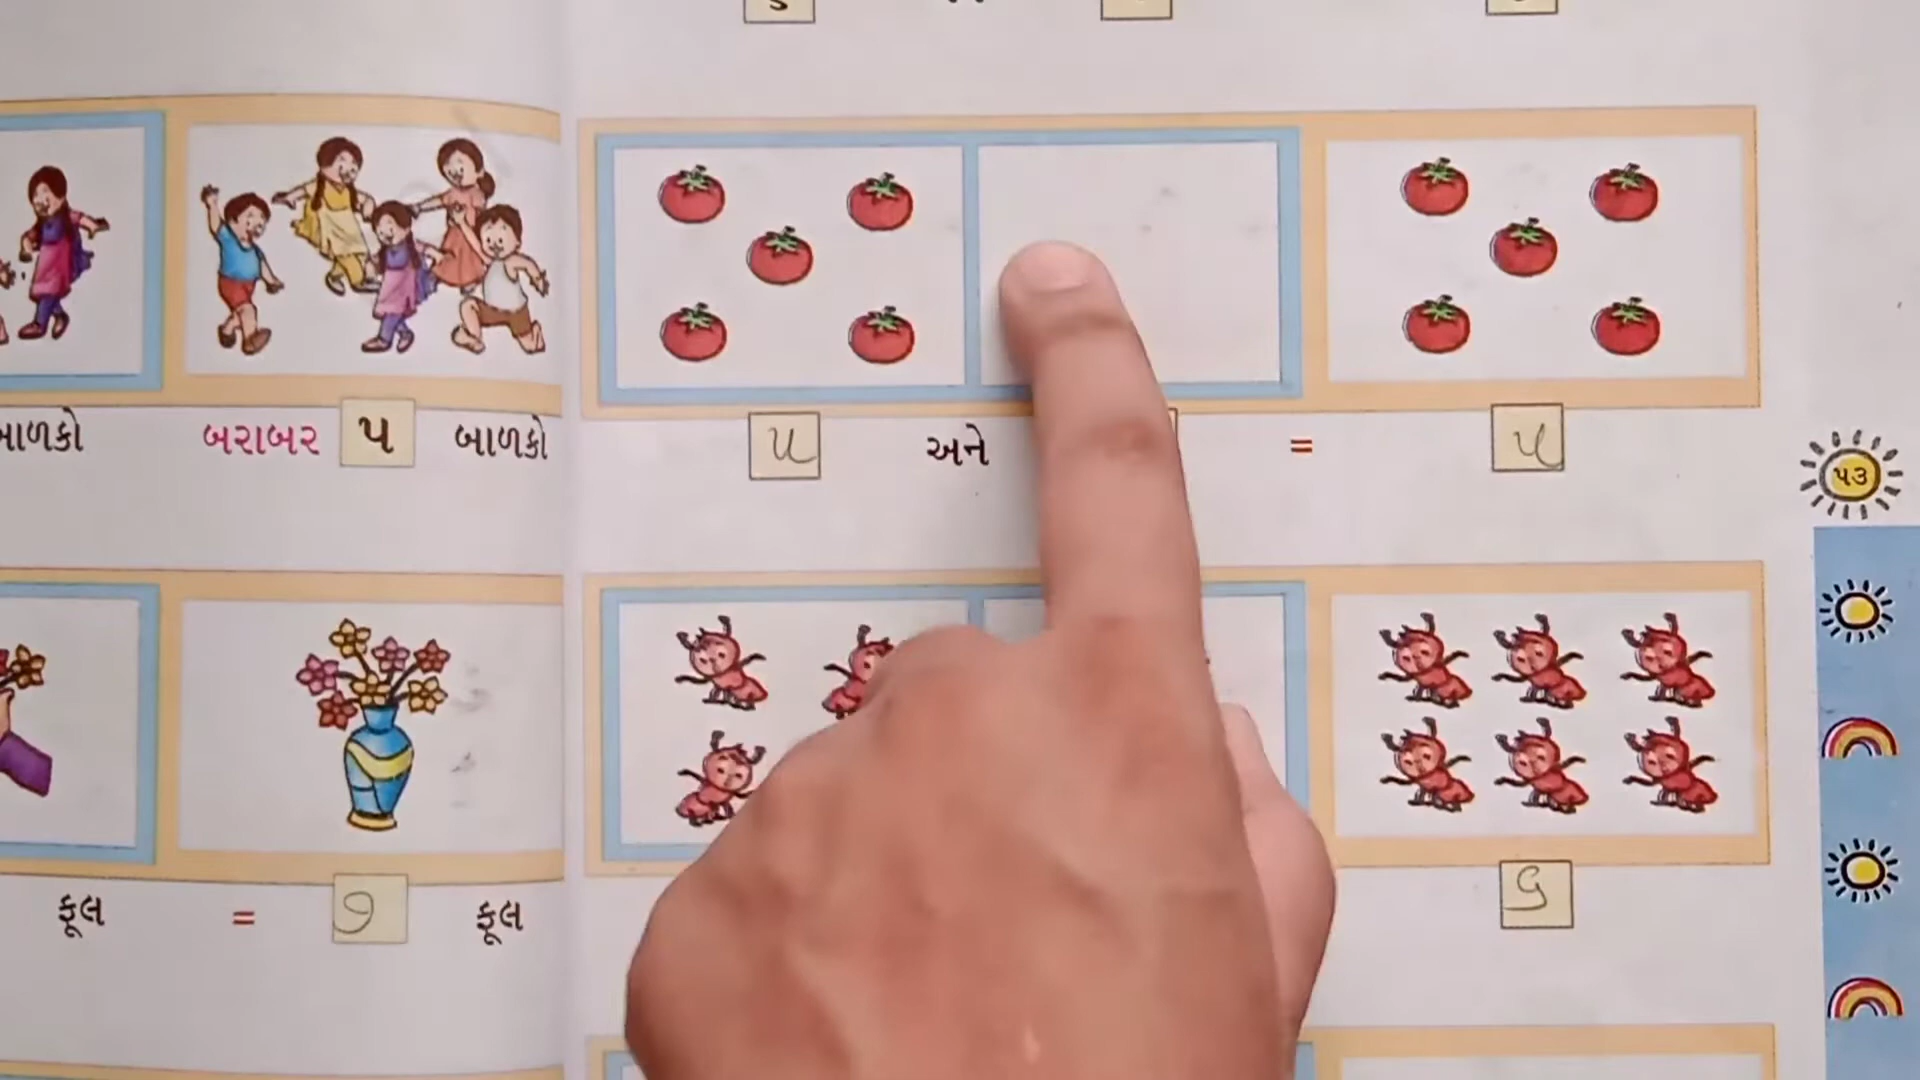 બાળકો બરાબર ૫ બાળકો
૫ અને = ૫
૫૩
ફૂલ = ૭ ફૂલ
૬